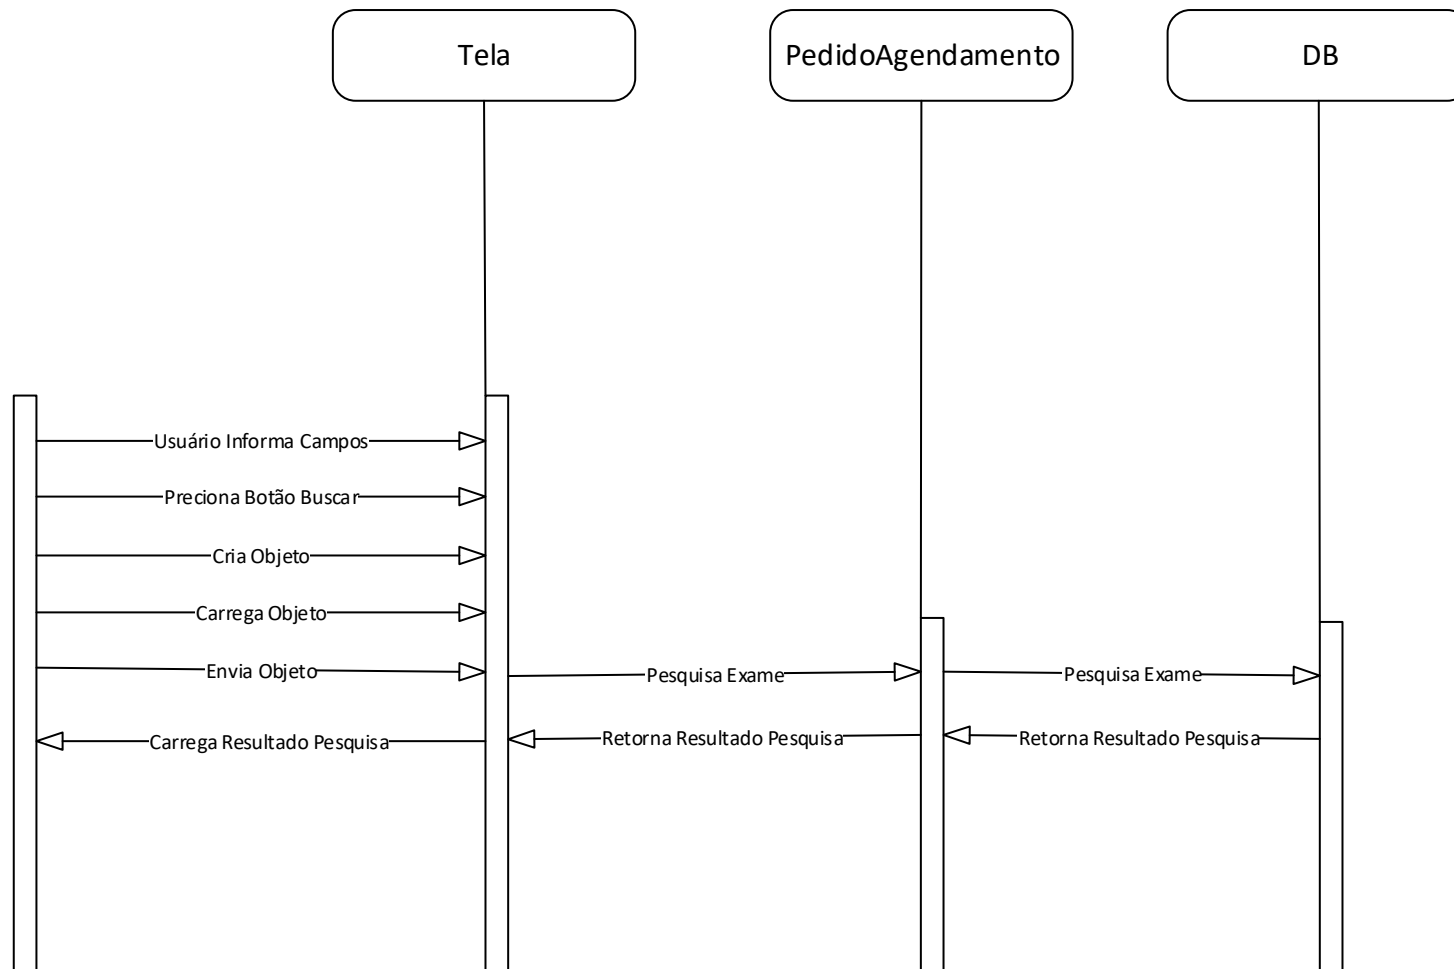 Tela
PedidoAgendamento
DB
Usuário Informa Campos
Preciona Botão Buscar
Cria Objeto
Carrega Objeto
Envia Objeto
Pesquisa Exame
Pesquisa Exame
Carrega Resultado Pesquisa
Retorna Resultado Pesquisa
Retorna Resultado Pesquisa